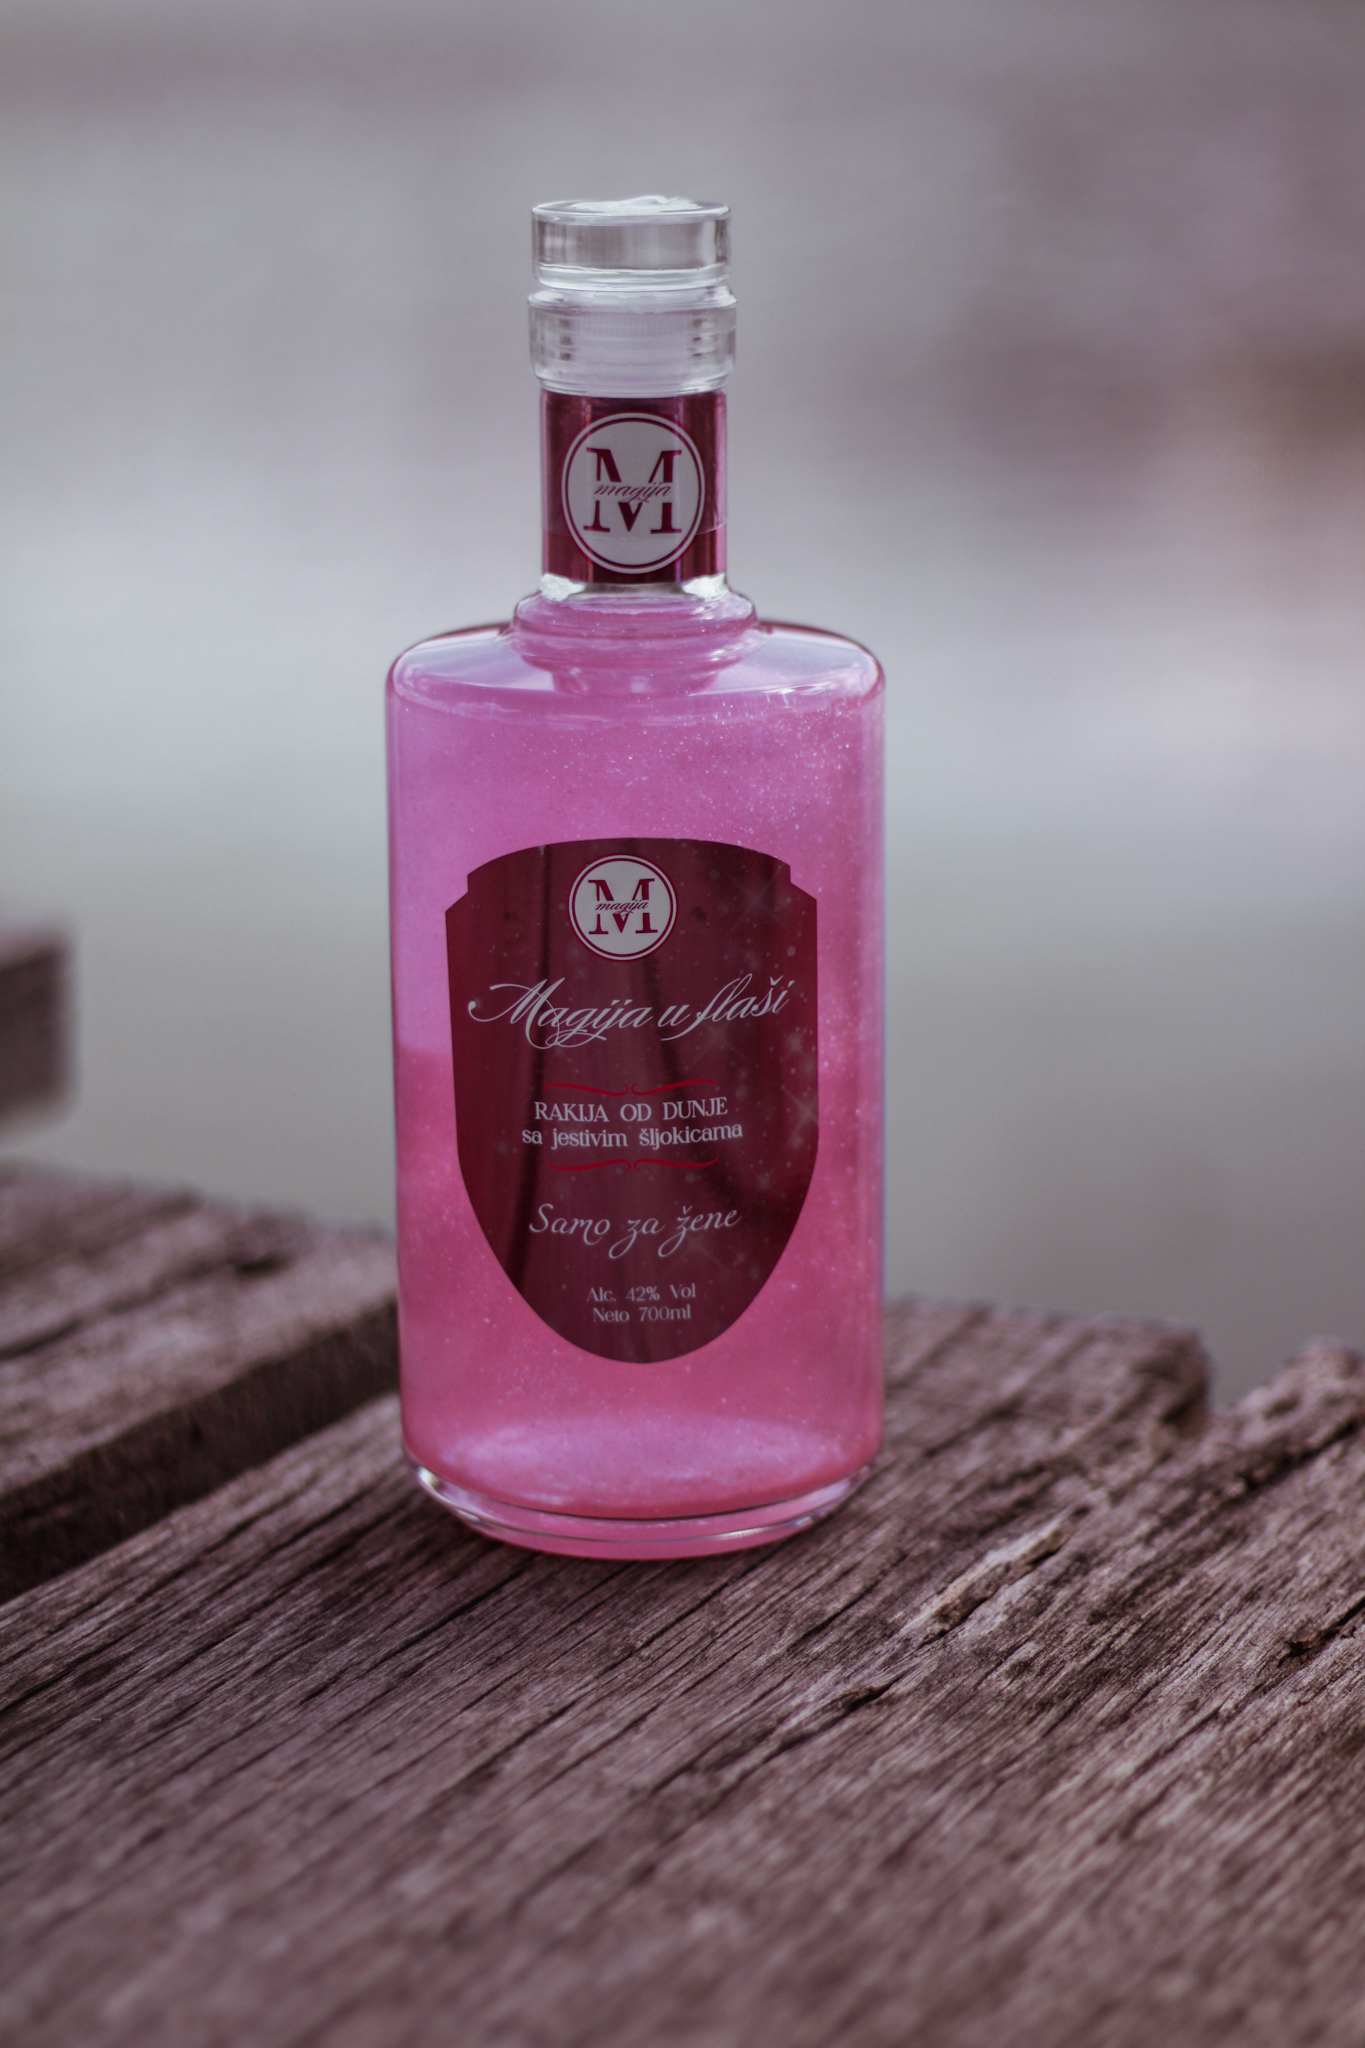 M
magija
M
magija
Magija u flaši
RAKIJA OD DUNJE
sa jestivim šljokicama
Samo za žene
Alc. 42% Vol
Neto 700ml